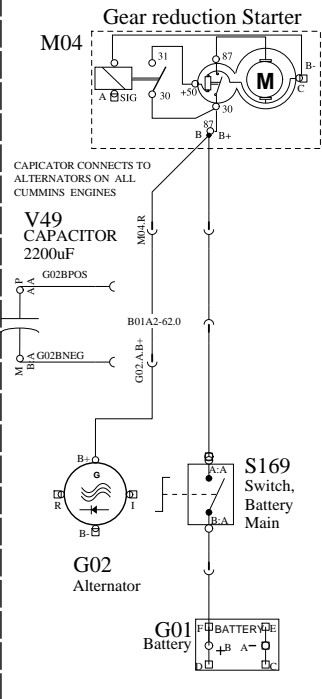 Gear reduction Starter
M04
31
87
B-
M
C
A
SIG
30
+50
30
87
B
B+
CAPICATOR CONNECTS TO
ALTERNATORS ON ALL
CUMMINS ENGINES
V49
CAPACITOR
2200uF
M04.R
P
A:A
G02BPOS
B01A2-62.0
G02.A.B+
M
B:A
G02BNEG
B+
G
R
I
B-
G02
Alternator
A:A
B:A
S169
Switch,
Battery
Main
G01
Battery
F
BATTERY
E
+B
A-
D
C